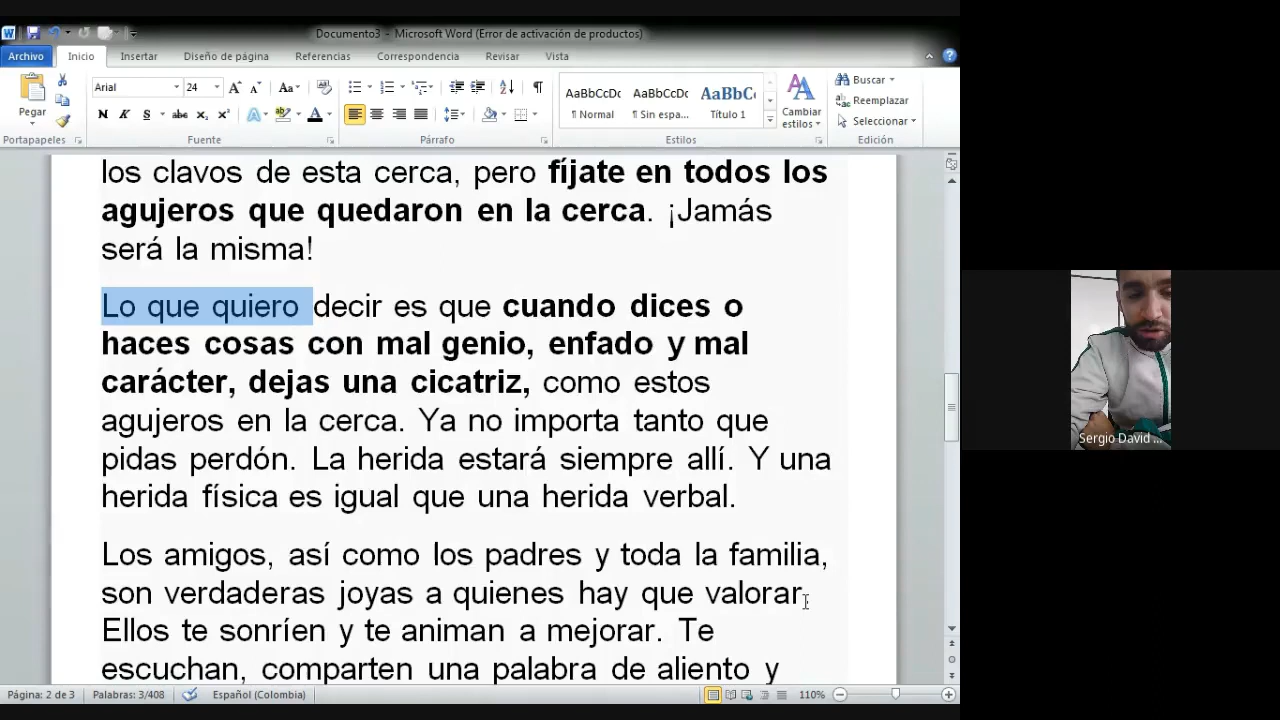 Documento3 - Microsoft Word (Error de activación de productos)
Archivo Inicio Insertar Diseño de página Referencias Correspondencia Revisar Vista
Arial 24 Aa
Buscar
Reemplazar
Seleccionar
Pegar
N K S abc x₂ x² A A
AaBbCcDc AaBbCcDc AaBbC
¶ Normal ¶ Sin espa... Título 1
Cambiar
estilos
Portapapeles Fuente Párrafo Estilos Edición
los clavos de esta cerca, pero fíjate en todos los
agujeros que quedaron en la cerca. ¡Jamás
será la misma!
Lo que quiero decir es que cuando dices o
haces cosas con mal genio, enfado y mal
carácter, dejas una cicatriz, como estos
agujeros en la cerca. Ya no importa tanto que
pidas perdón. La herida estará siempre allí. Y una
herida física es igual que una herida verbal.
Los amigos, así como los padres y toda la familia,
son verdaderas joyas a quienes hay que valorar.
Ellos te sonríen y te animan a mejorar. Te
escuchan, comparten una palabra de aliento y
Página: 2 de 3 Palabras: 3/408 Español (Colombia) 110%
Sergio David ...